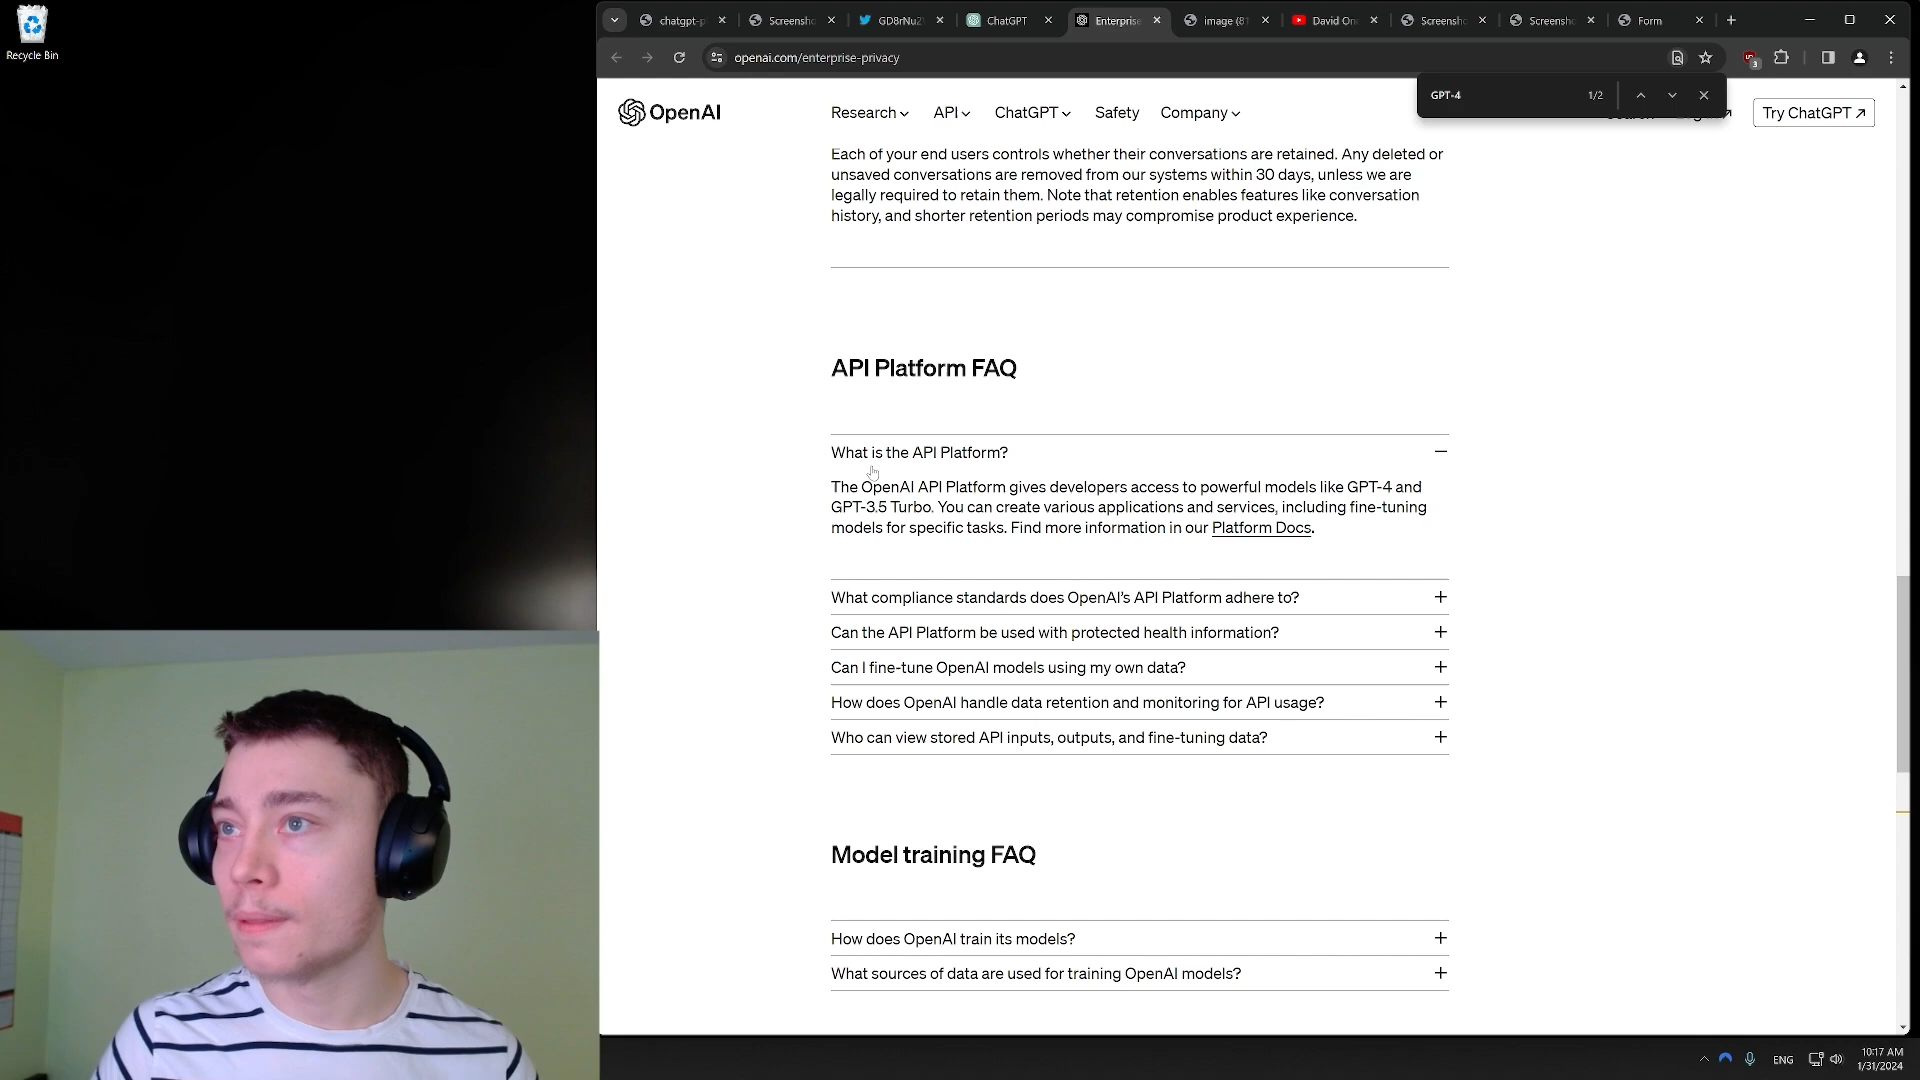 Recycle Bin
chatgpt-p
Screensho
GD8rNu2
ChatGPT
Enterprise
image (81
David On
Screensh
Screensh
Form
openai.com/enterprise-privacy
3
GPT-4
1/2
OpenAI
Research
API
ChatGPT
Safety
Company
Try ChatGPT ↗
Each of your end users controls whether their conversations are retained. Any deleted or
unsaved conversations are removed from our systems within 30 days, unless we are
legally required to retain them. Note that retention enables features like conversation
history, and shorter retention periods may compromise product experience.
API Platform FAQ
What is the API Platform?
The OpenAI API Platform gives developers access to powerful models like GPT-4 and
GPT-3.5 Turbo. You can create various applications and services, including fine-tuning
models for specific tasks. Find more information in our Platform Docs.
What compliance standards does OpenAI’s API Platform adhere to?
Can the API Platform be used with protected health information?
Can I fine-tune OpenAI models using my own data?
How does OpenAI handle data retention and monitoring for API usage?
Who can view stored API inputs, outputs, and fine-tuning data?
Model training FAQ
How does OpenAI train its models?
What sources of data are used for training OpenAI models?
ENG
10:17 AM
1/31/2024